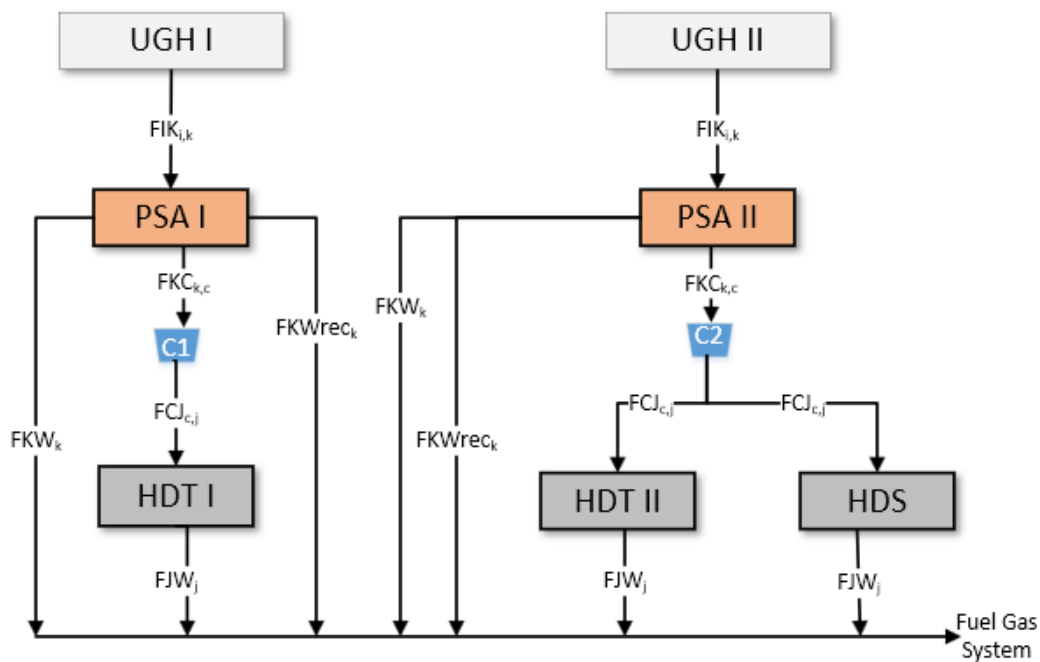 UGH I
UGH II
FIKi,k
FIKi,k
PSA I
PSA II
FKCk,c
FKCk,c
FKWk
FKWreck
C1
C2
FCJc,j
FCJc,j
FCJc,j
FKWk
FKWreck
HDT I
HDT II
HDS
FJWj
FJWj
FJWj
Fuel Gas
System